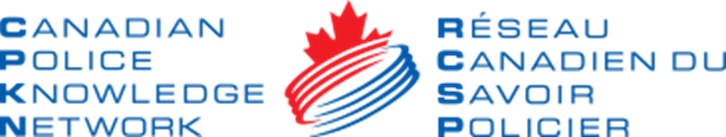 CANADIAN
POLICE
KNOWLEDGE
NETWORK
RÉSEAU
CANADIEN DU
SAVOIR
POLICIER